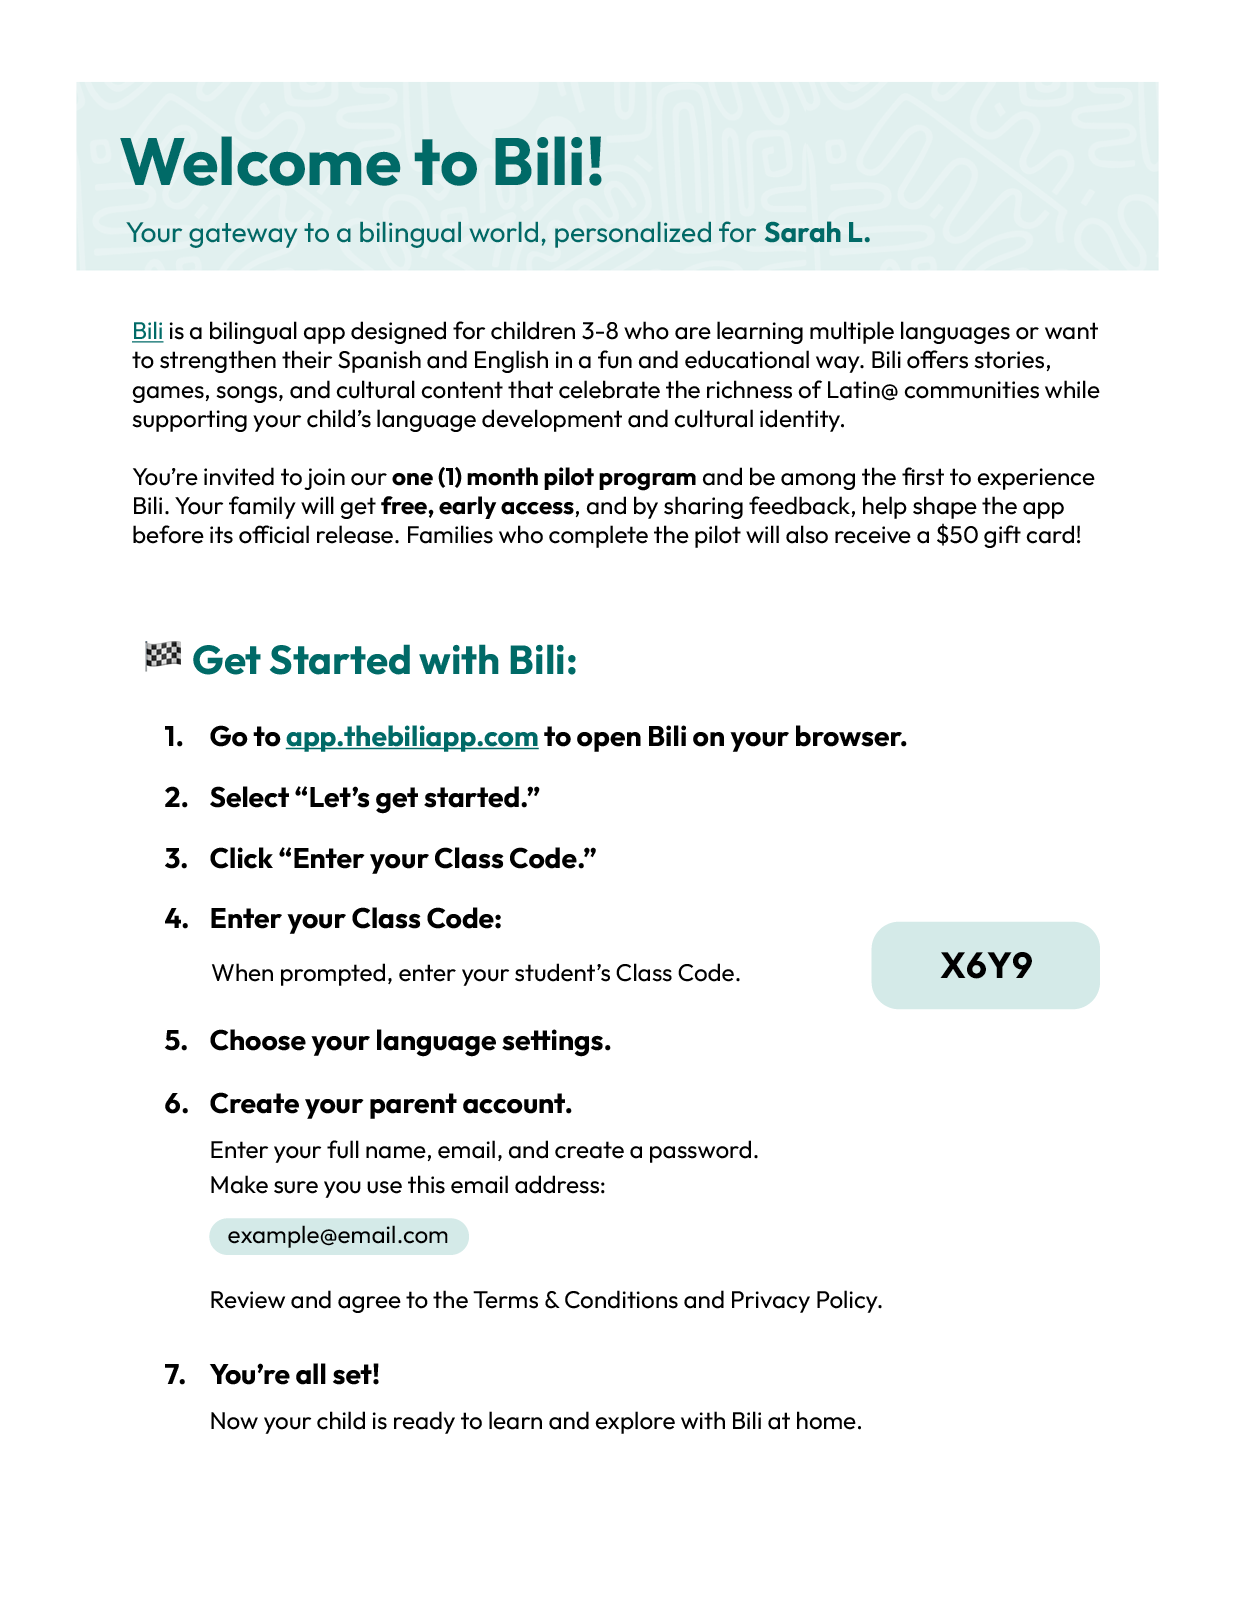 Welcome to Bili!
Your gateway to a bilingual world, personalized for Sarah L.
Bili is a bilingual app designed for children 3-8 who are learning multiple languages or want
to strengthen their Spanish and English in a fun and educational way. Bili offers stories,
games, songs, and cultural content that celebrate the richness of Latin@ communities while
supporting your child’s language development and cultural identity.
You’re invited to join our one (1) month pilot program and be among the first to experience
Bili. Your family will get free, early access, and by sharing feedback, help shape the app
before its official release. Families who complete the pilot will also receive a $50 gift card!
Get Started with Bili:
1. Go to app.thebiliapp.com to open Bili on your browser.
2. Select “Let’s get started.”
3. Click “Enter your Class Code.”
4. Enter your Class Code:
When prompted, enter your student’s Class Code.
X6Y9
5. Choose your language settings.
6. Create your parent account.
Enter your full name, email, and create a password.
Make sure you use this email address:
example@email.com
Review and agree to the Terms & Conditions and Privacy Policy.
7. You’re all set!
Now your child is ready to learn and explore with Bili at home.